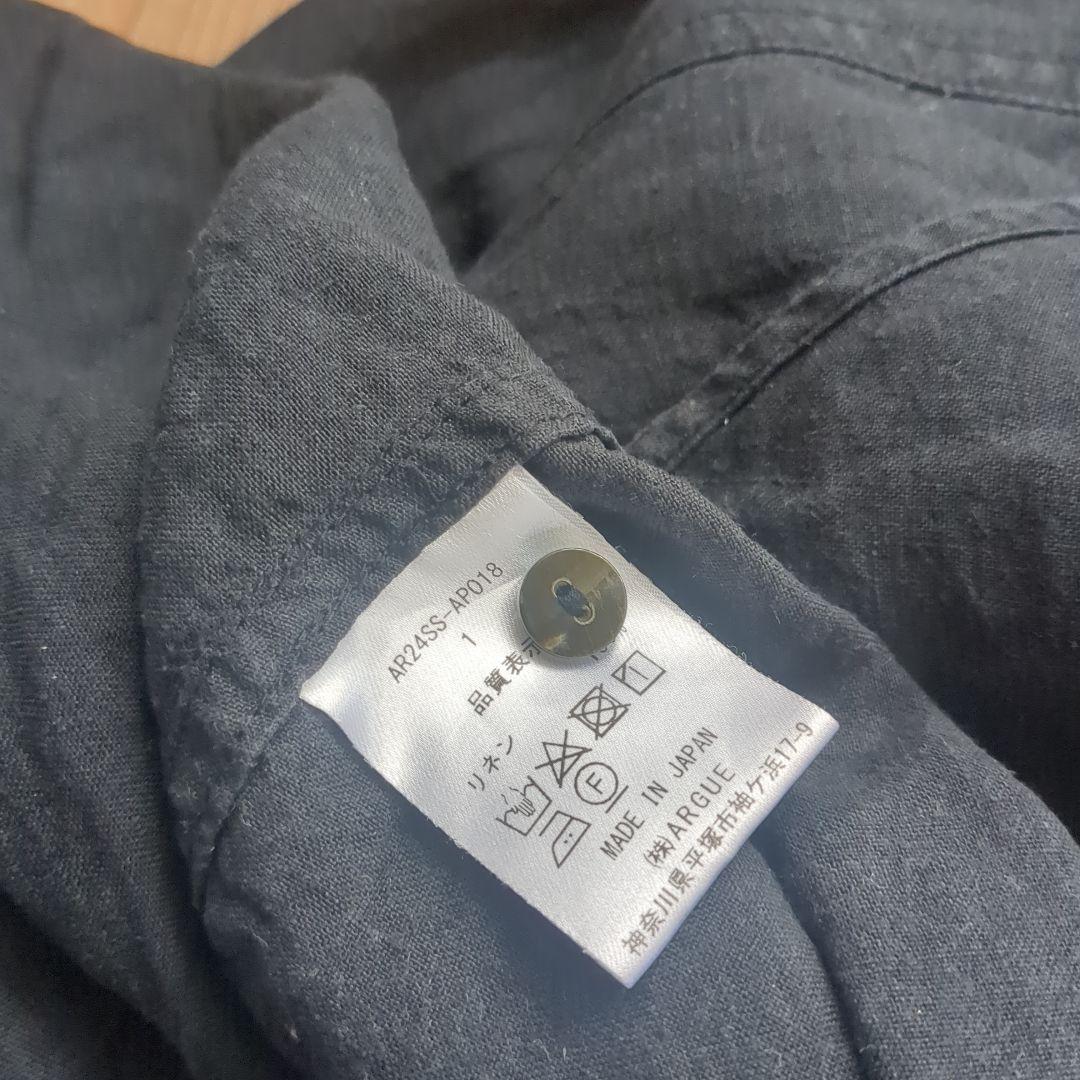 AR24SS-AP018
1
品質表示
リネン
F
MADE IN JAPAN
(株)ARGUE
神奈川県平塚市袖ケ浜17-9